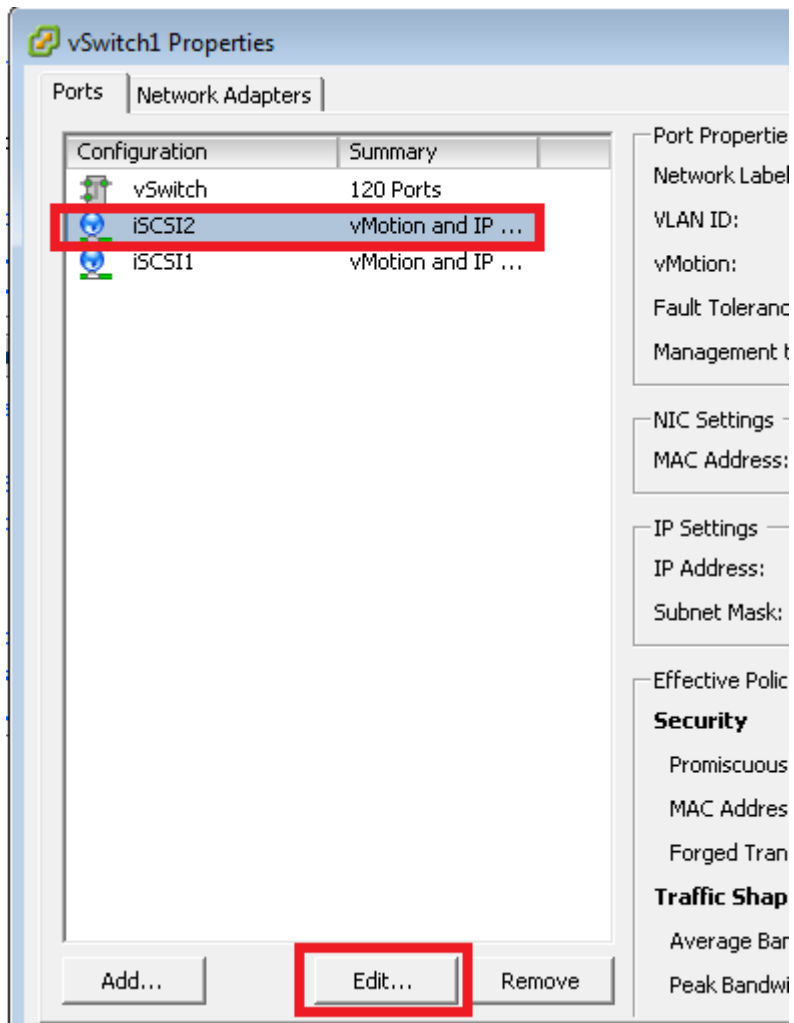 vSwitch1 Properties
Ports Network Adapters
Configuration Summary
vSwitch 120 Ports
iSCSI2 vMotion and IP ...
iSCSI1 vMotion and IP ...
Add... Edit... Remove
Port Propertie
Network Label
VLAN ID:
vMotion:
Fault Toleranc
Management t
NIC Settings
MAC Address:
IP Settings
IP Address:
Subnet Mask:
Effective Polic
Security
Promiscuous
MAC Addres
Forged Tran
Traffic Shap
Average Ban
Peak Bandwi